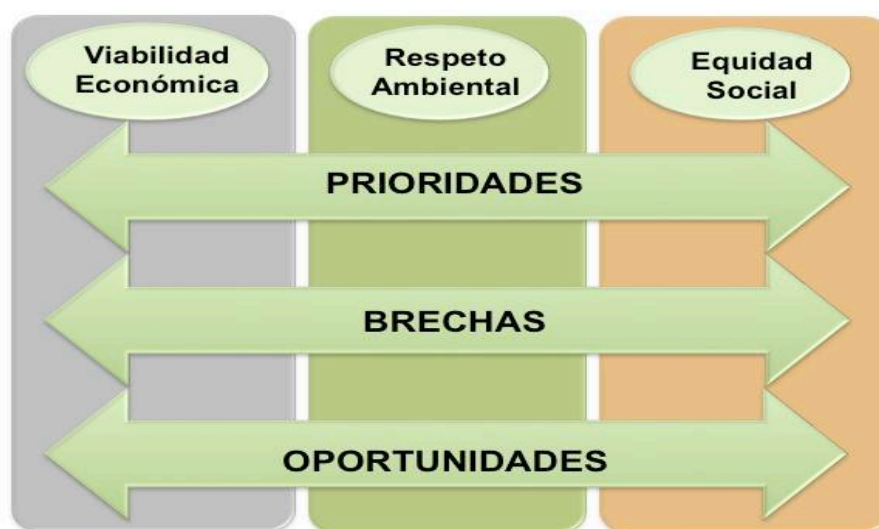 Viabilidad
Económica
Respeto
Ambiental
Equidad
Social
PRIORIDADES
BRECHAS
OPORTUNIDADES